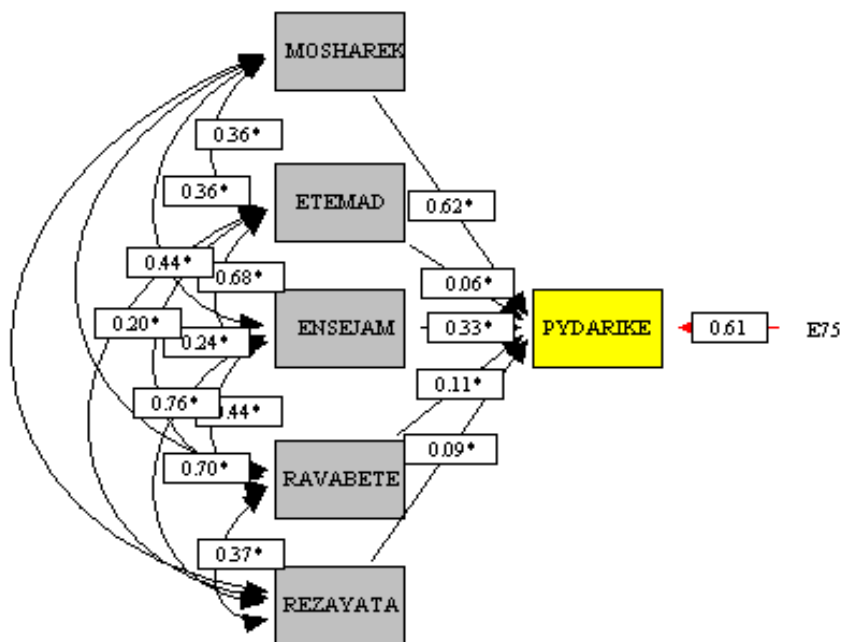 MOSHAREK
0.36*
0.36*
ETEMAD
0.62*
0.44*
0.68*
0.06*
0.20*
0.24*
ENSEJAM
0.33*
PYDARIKE
0.61
E75
0.76*
0.44*
0.11*
0.70*
RAVABETE
0.09*
0.37*
REZAYATA